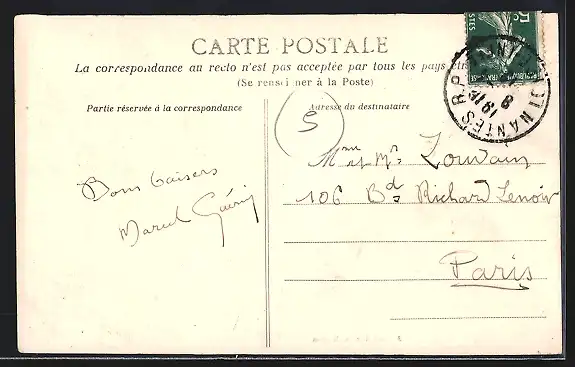 CARTE POSTALE
La correspondance au recto n'est pas acceptée par tous les pays
(Se renseigner à la Poste)
Partie réservée à la correspondance
Adresse du destinataire
5
Bons baisers
Marcel Guérin
Mme et Mr Louvain
106 Bd Richard Lenoir
Paris
NANTES R.P.